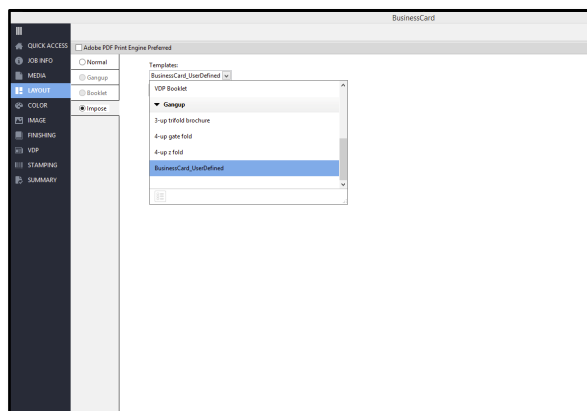 BusinessCard
QUICK ACCESS
Adobe PDF Print Engine Preferred
JOB INFO
MEDIA
LAYOUT
COLOR
IMAGE
FINISHING
VDP
STAMPING
SUMMARY
Normal
Gangup
Booklet
Impose
Templates:
BusinessCard_UserDefined
VDP Booklet
Gangup
3-up trifold brochure
4-up gate fold
4-up z fold
BusinessCard_UserDefined